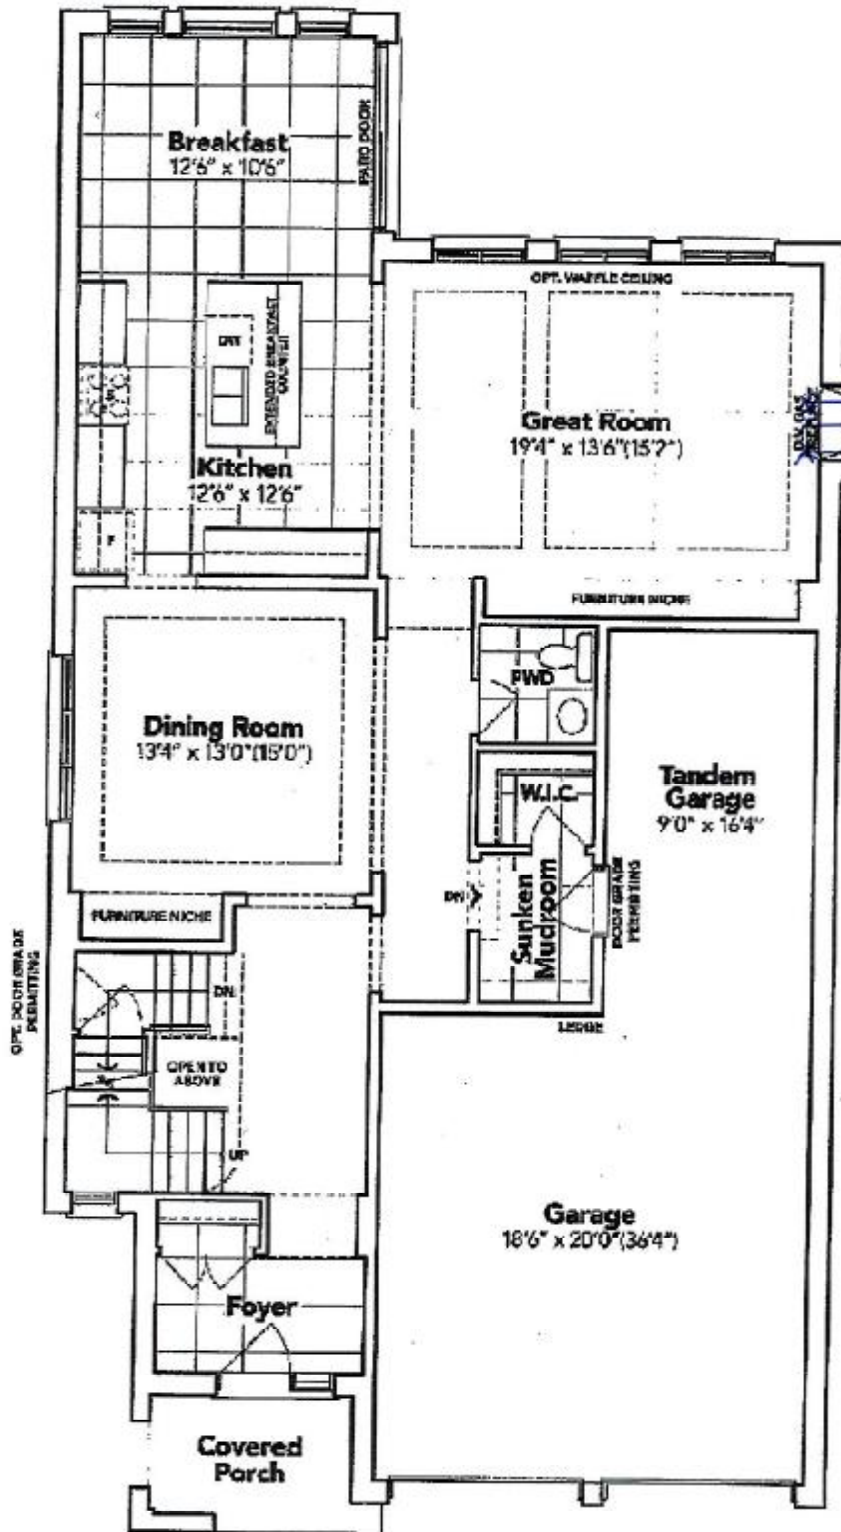 Breakfast
12'6" x 10'6"
PATIO DOOR
OPT. WAFFLE CEILING
EXTENDED BREAKFAST
COUNTER
D/W
Great Room
19'4" x 13'6"(15'2")
Kitchen
12'6" x 12'6"
F
FURNITURE NICHE
PWD
Dining Room
13'4" x 13'0"(15'0")
Tandem
Garage
9'0" x 16'4"
W.I.C.
DN
Sunken
Mudroom
DOOR GRADE
PERMITTING
FURNITURE NICHE
OPT. DOOR GRADE
PERMITTING
DN
LEDGE
OPEN TO
ABOVE
UP
Garage
18'6" x 20'0"(36'4")
Foyer
Covered
Porch